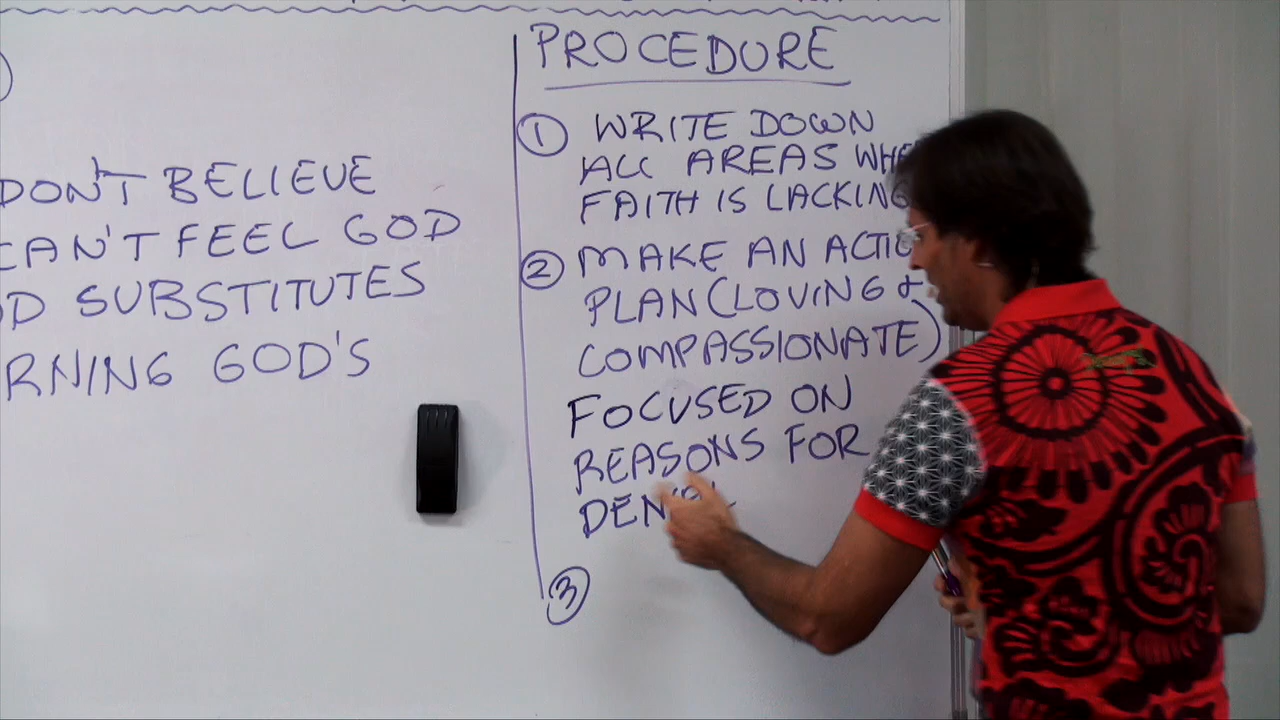 DON'T BELIEVE
CAN'T FEEL GOD
SUBSTITUTES
GOD'S
PROCEDURE
1 WRITE DOWN
ALL AREAS
FAITH IS LACKING
2 MAKE AN
PLAN (LOVING &
COMPASSIONATE)
FOCUSED ON
REASONS FOR
3